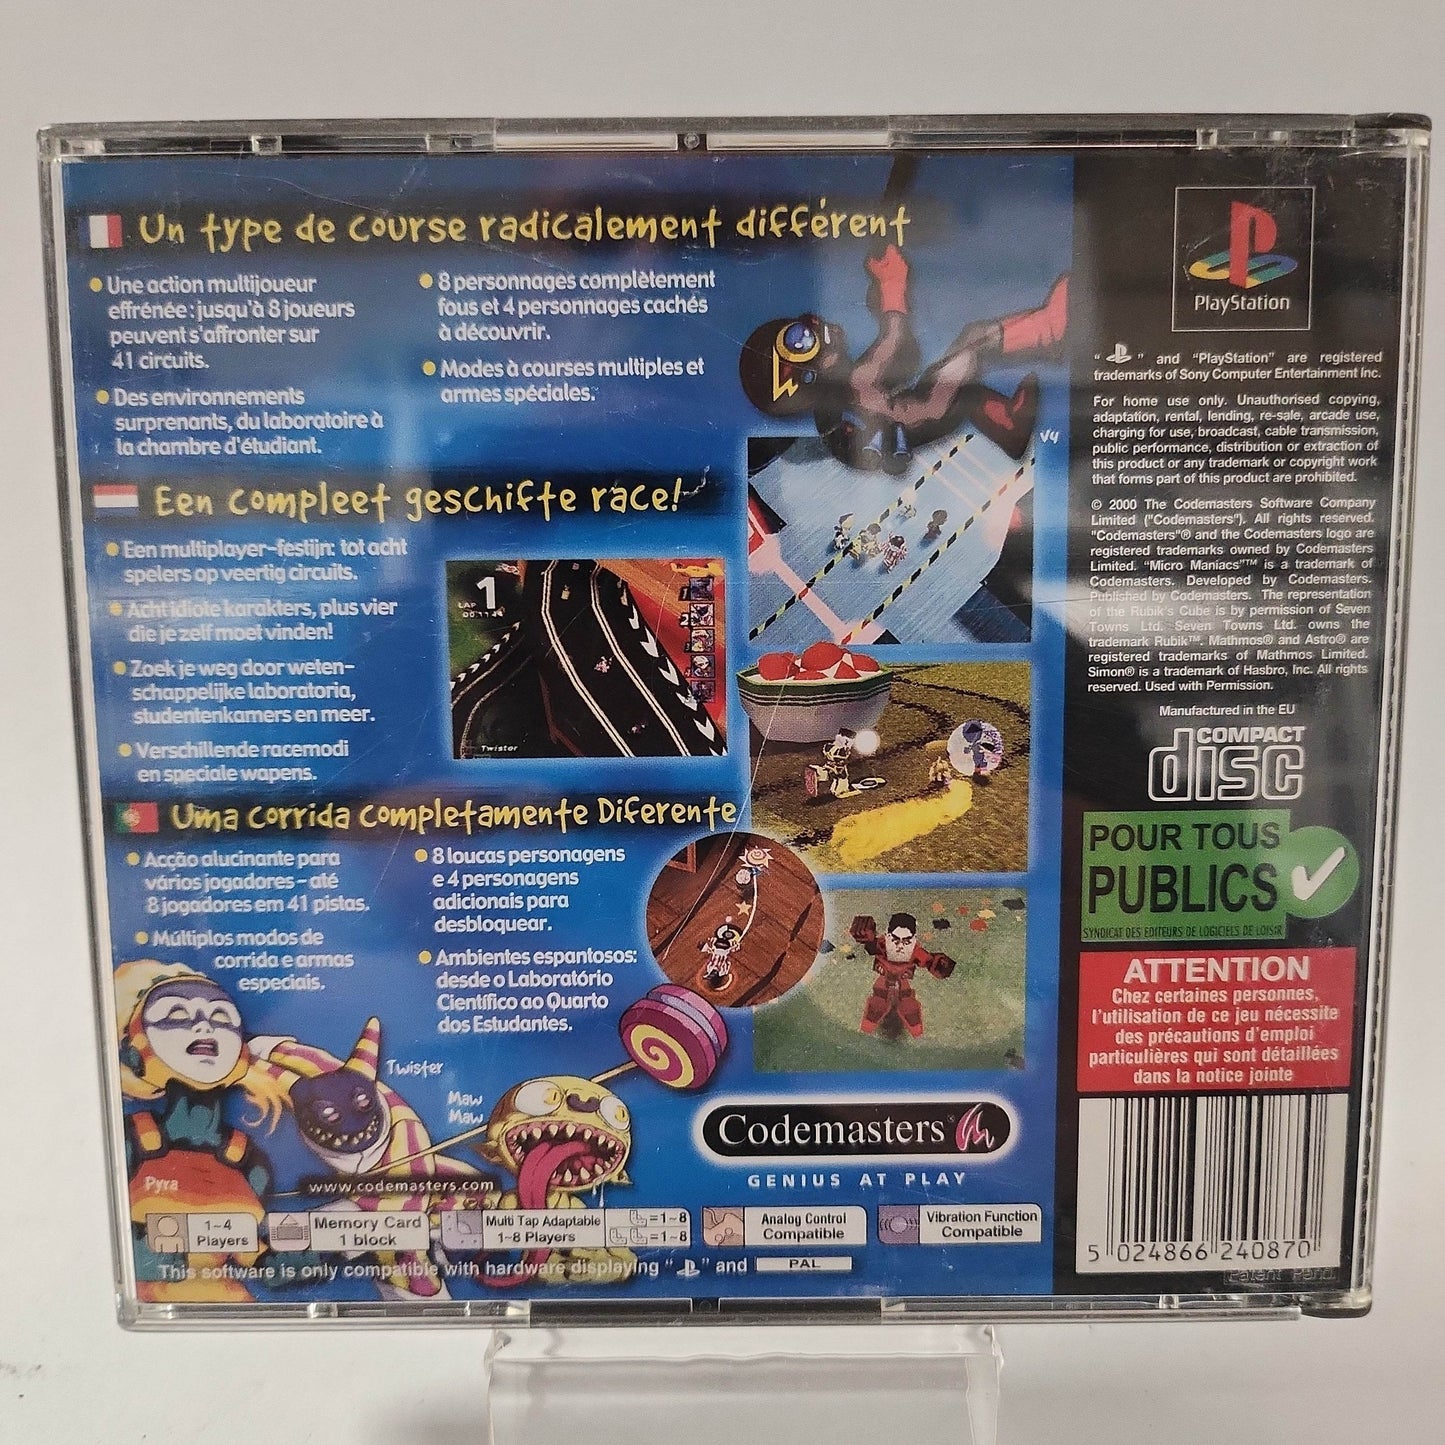 Un type de course radicalement différent
• Une action multijoueur
effrénée : jusqu'à 8 joueurs
peuvent s'affronter sur
41 circuits.
• Des environnements
surprenants, du laboratoire à
la chambre d'étudiant.
• 8 personnages complètement
fous et 4 personnages cachés
à découvrir.
• Modes à courses multiples et
armes spéciales.
Een compleet geschifte race!
• Een multiplayer-festijn: tot acht
spelers op veertig circuits.
• Acht idiote karakters, plus vier
die je zelf moet vinden!
• Zoek je weg door weten-
schappelijke laboratoria,
studentenkamers en meer.
• Verschillende racemodi
en speciale wapens.
Uma corrida completamente Diferente
• Acção alucinante para
vários jogadores - até
8 jogadores em 41 pistas.
• Múltiplos modos de
corrida e armas
especiais.
• 8 loucas personagens
e 4 personagens
adicionais para
desbloquear.
• Ambientes espantosos:
desde o Laboratório
Científico ao Quarto
dos Estudantes.
V4
1
LAP
Twister
Twister
Maw
Maw
Pyra
www.codemasters.com
Codemasters®
GENIUS AT PLAY
1-4
Players
Memory Card
1 block
Multi Tap Adaptable
1-8 Players
=1-8
=1-8
Analog Control
Compatible
Vibration Function
Compatible
This software is only compatible with hardware displaying " " and PAL
PlayStation
" " and "PlayStation" are registered
trademarks of Sony Computer Entertainment Inc.
For home use only. Unauthorised copying,
adaptation, rental, lending, re-sale, arcade use,
charging for use, broadcast, cable transmission,
public performance, distribution or extraction of
this product or any trademark or copyright work
that forms part of this product are prohibited.
© 2000 The Codemasters Software Company
Limited ("Codemasters"). All rights reserved.
"Codemasters"® and the Codemasters logo are
registered trademarks owned by Codemasters
Limited. "Micro Maniacs"™ is a trademark of
Codemasters. Developed by Codemasters.
Published by Codemasters. The representation
of the Rubik's Cube is by permission of Seven
Towns Ltd. Seven Towns Ltd. owns the
trademark Rubik™. Mathmos® and Astro® are
registered trademarks of Mathmos Limited.
Simon® is a trademark of Hasbro, Inc. All rights
reserved. Used with Permission.
Manufactured in the EU
COMPACT
disc
POUR TOUS
PUBLICS
SYNDICAT DES EDITEURS DE LOGICIELS DE LOISIR
ATTENTION
Chez certaines personnes,
l'utilisation de ce jeu nécessite
des précautions d'emploi
particulières qui sont détaillées
dans la notice jointe
5 024866 240870
Patent Pend